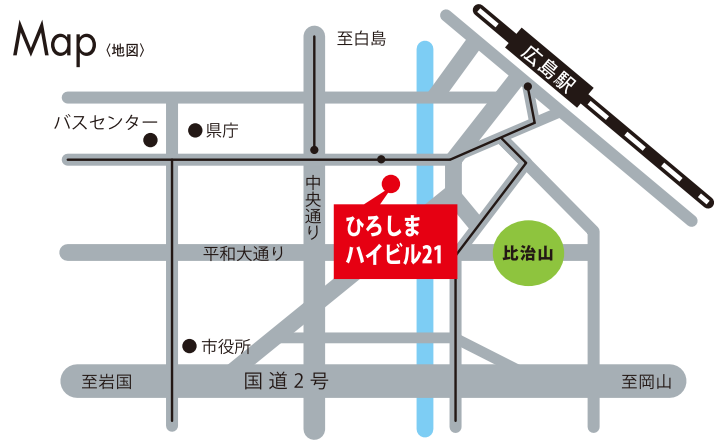 Map〈地図〉
至白島
広島駅
バスセンター
県庁
中央通り
ひろしま
ハイビル21
平和大通り
比治山
市役所
至岩国
国道2号
至岡山